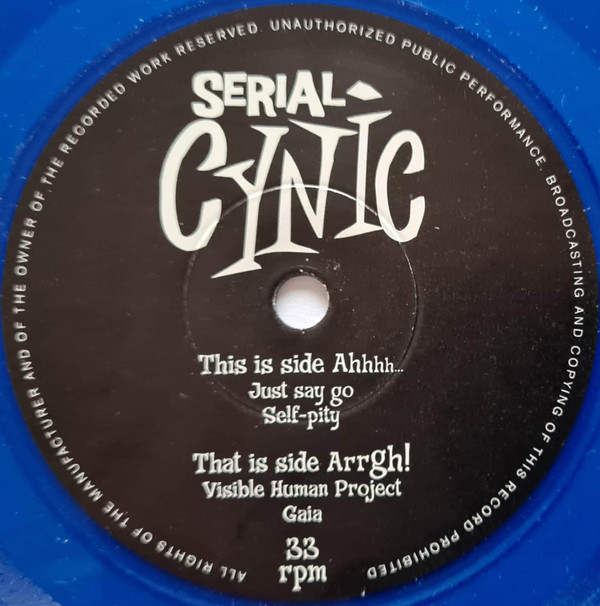 SERIAL
CYNIC
This is side Ahhhh...
Just say go
Self-pity
That is side Arrgh!
Visible Human Project
Gaia
33
rpm
ALL RIGHTS OF THE MANUFACTURER AND OF THE OWNER OF THE RECORDED WORK RESERVED. UNAUTHORIZED PUBLIC PERFORMANCE. BROADCASTING AND COPYING OF THIS RECORD PROHIBITED